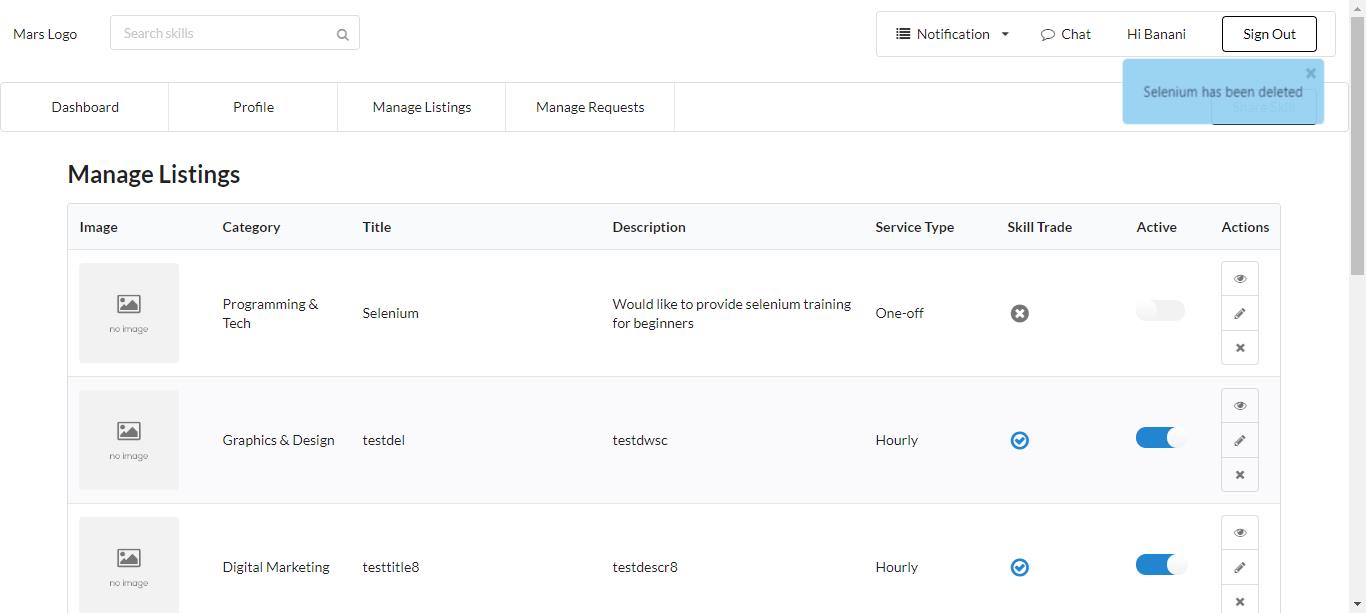 Mars Logo
Search skills
Notification
Chat
Hi Banani
Sign Out
Selenium has been deleted
Share Skill
Dashboard
Profile
Manage Listings
Manage Requests
Manage Listings
Image Category Title Description Service Type Skill Trade Active Actions
no image
Programming &
Tech
Selenium
Would like to provide selenium training
for beginners
One-off
no image
Graphics & Design
testdel
testdwsc
Hourly
no image
Digital Marketing
testtitle8
testdescr8
Hourly